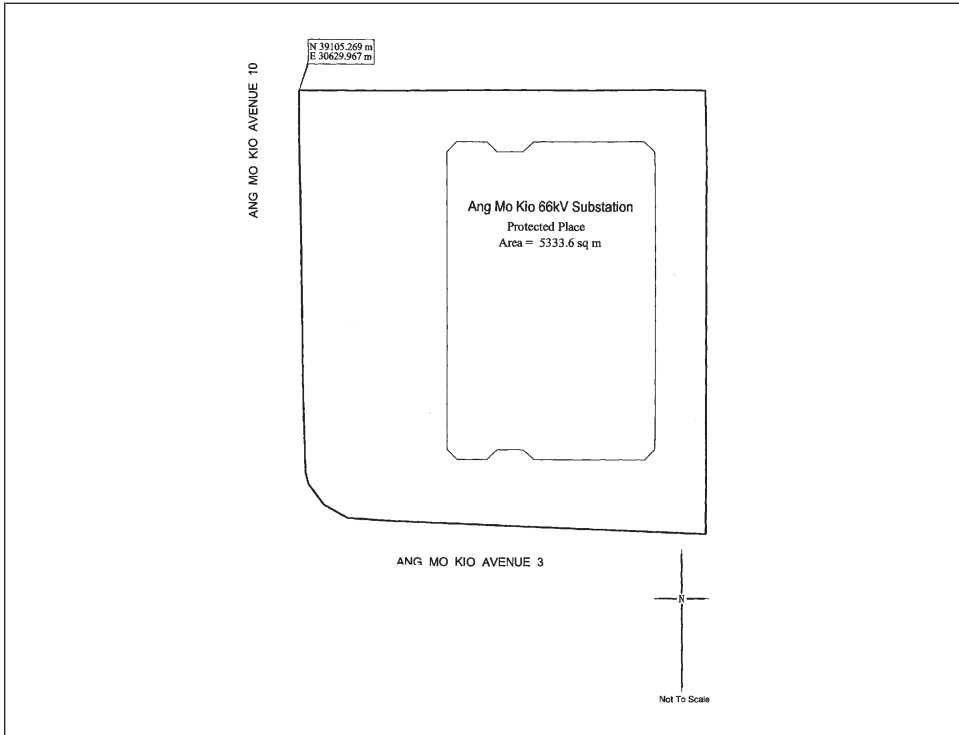 N 39105.269 m
E 30629.967 m
ANG MO KIO AVENUE 10
Ang Mo Kio 66kV Substation
Protected Place
Area = 5333.6 sq m
ANG MO KIO AVENUE 3
N
Not To Scale